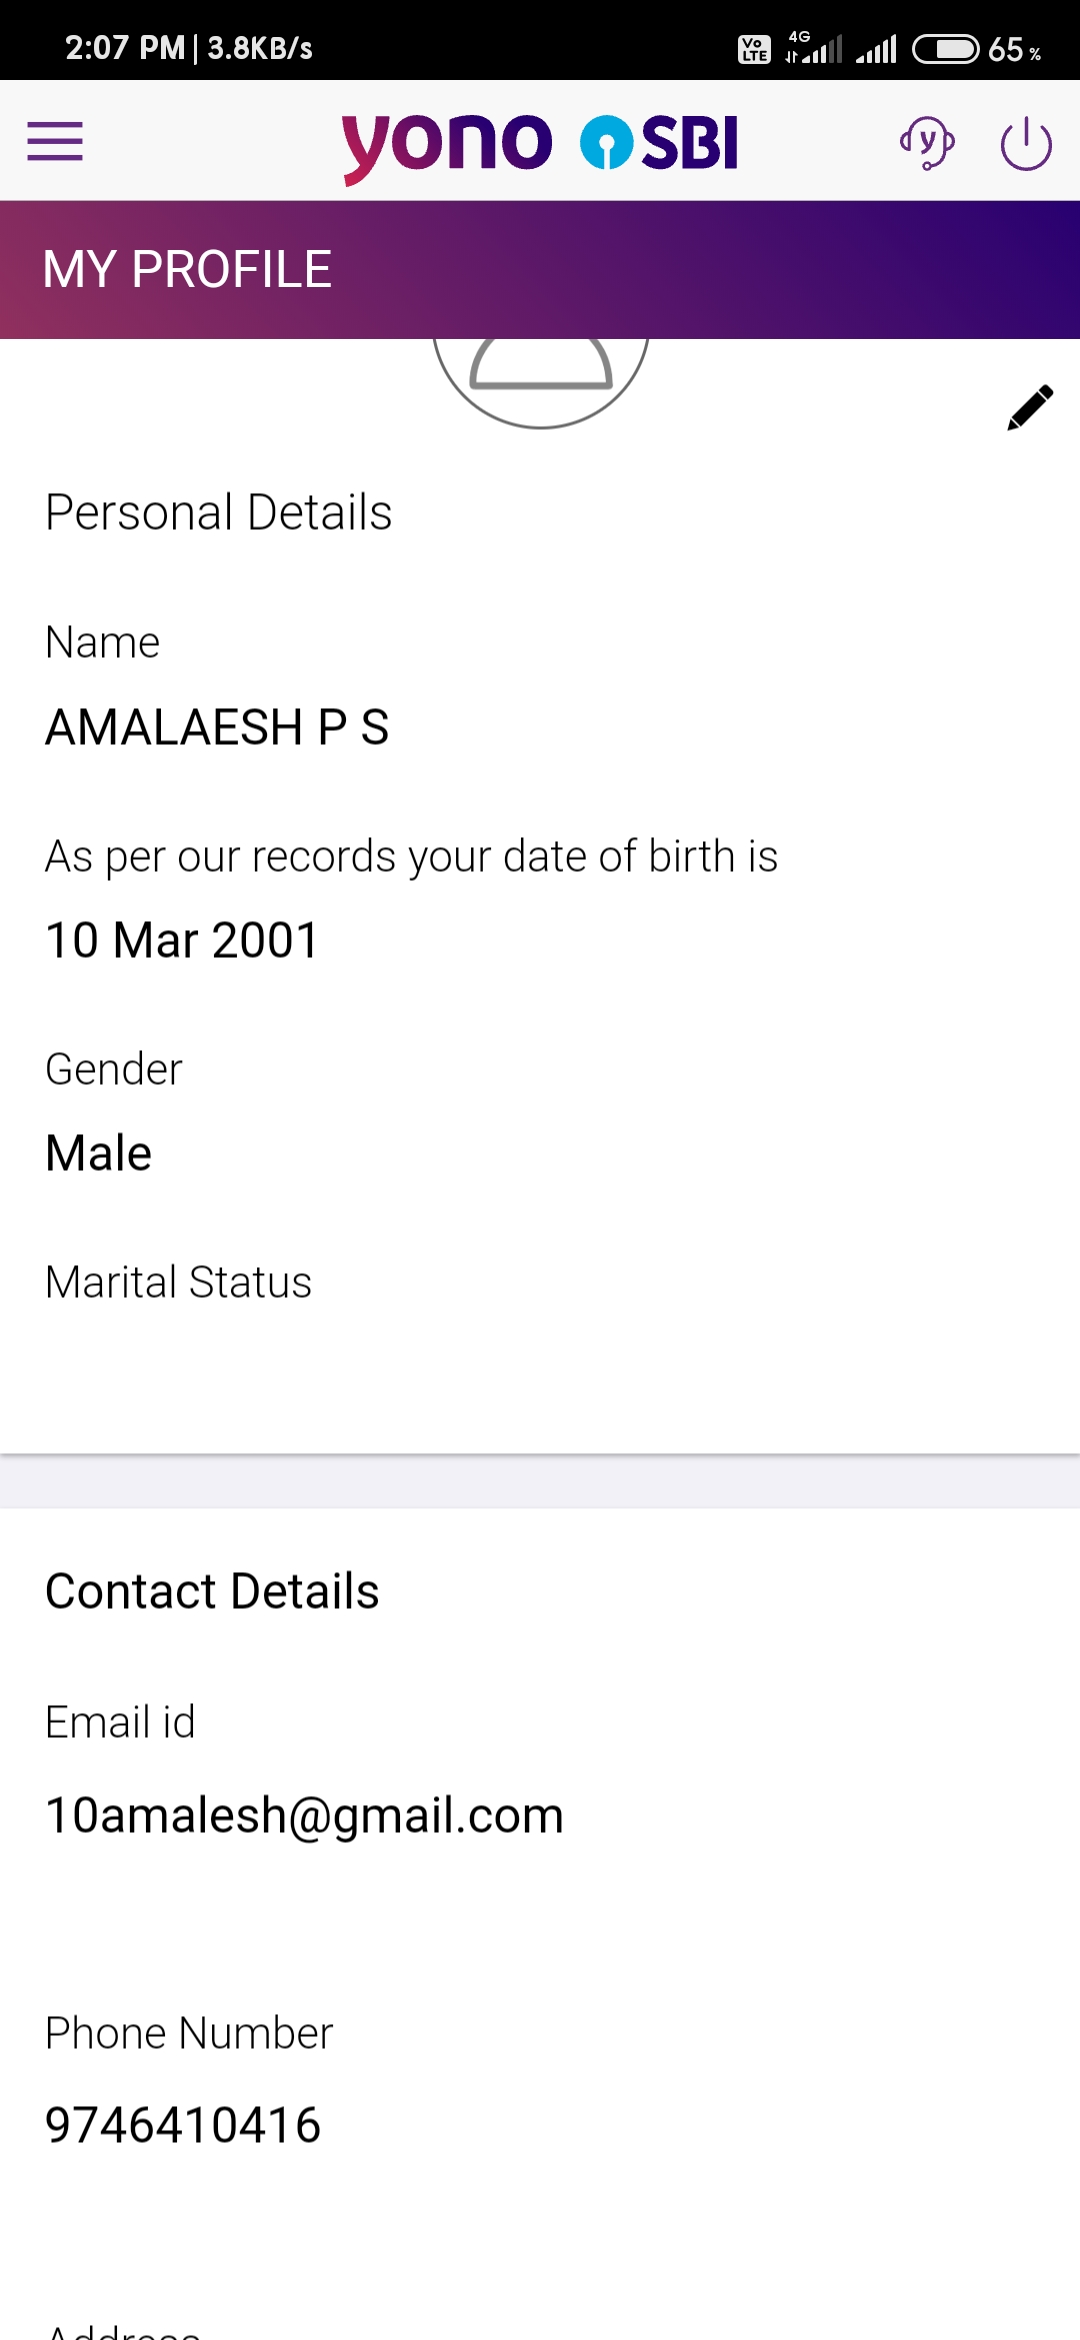 2:07 PM | 3.8KB/s Vo LTE 4G 65 %
yono SBI y
MY PROFILE
Personal Details
Name
AMALAESH P S
As per our records your date of birth is
10 Mar 2001
Gender
Male
Marital Status
Contact Details
Email id
10amalesh@gmail.com
Phone Number
9746410416
Address